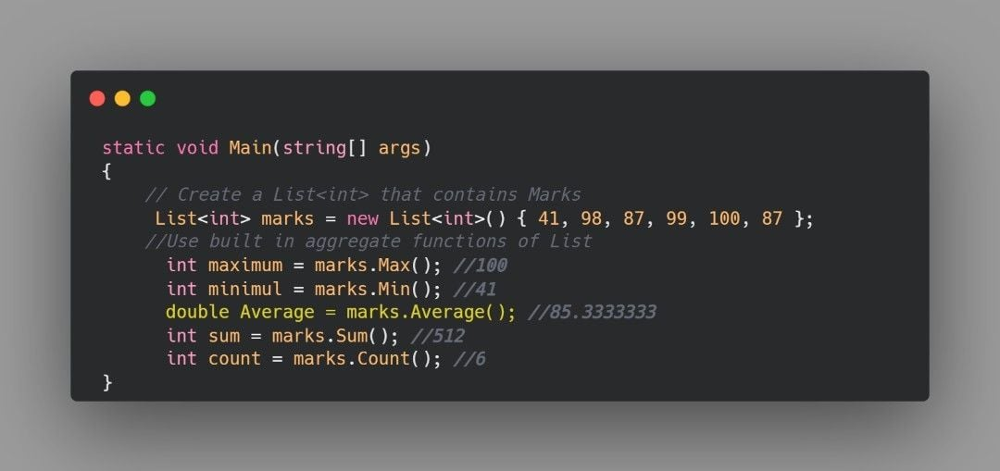 static void Main(string[] args)
{
    // Create a List<int> that contains Marks
     List<int> marks = new List<int>() { 41, 98, 87, 99, 100, 87 };
    //Use built in aggregate functions of List
      int maximum = marks.Max(); //100
      int minimul = marks.Min(); //41
      double Average = marks.Average(); //85.3333333
      int sum = marks.Sum(); //512
      int count = marks.Count(); //6
}